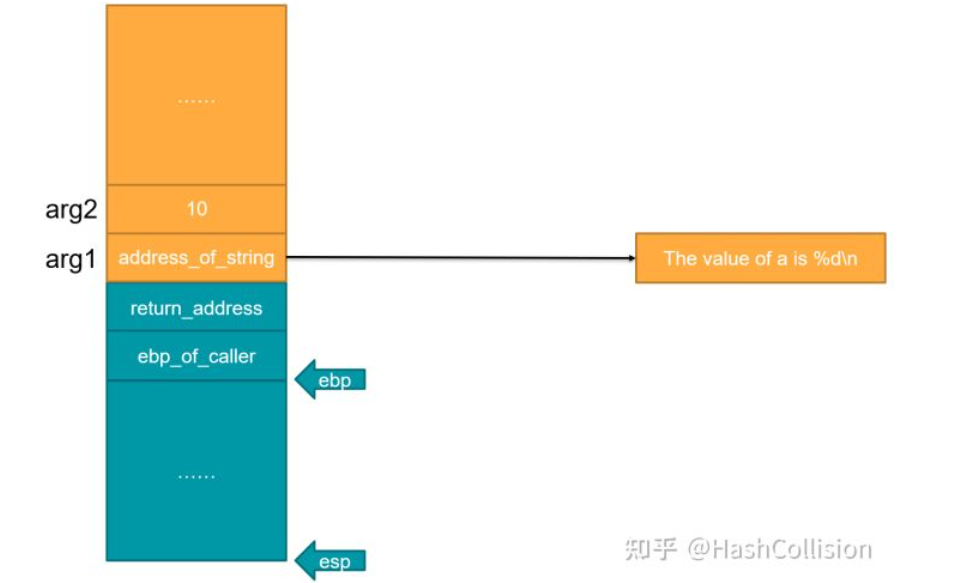 ......
arg2
10
arg1
address_of_string
The value of a is %d\n
return_address
ebp_of_caller
ebp
......
esp
知乎 @HashCollision